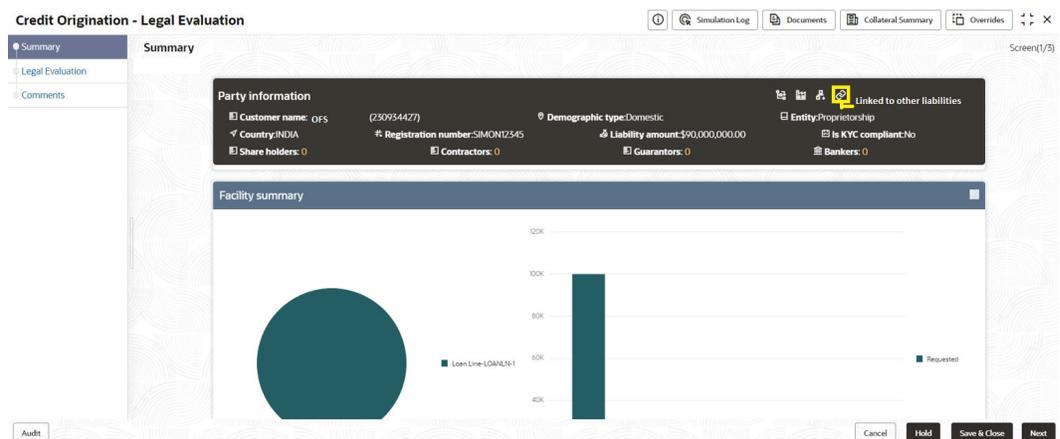 Credit Origination - Legal Evaluation
Simulation Log
Documents
Collateral Summary
Overrides
Summary
Legal Evaluation
Comments
Summary
Screen(1/3)
Party information
Linked to other liabilities
Customer name: OFS (230934427)
Demographic type:Domestic
Entity:Proprietorship
Country:INDIA
Registration number:SIMON12345
Liability amount:$90,000,000.00
Is KYC compliant:No
Share holders: 0
Contractors: 0
Guarantors: 0
Bankers: 0
Facility summary
Loan Line-LOANLN-1
120K
100K
80K
60K
40K
Requested
Audit
Cancel
Hold
Save & Close
Next